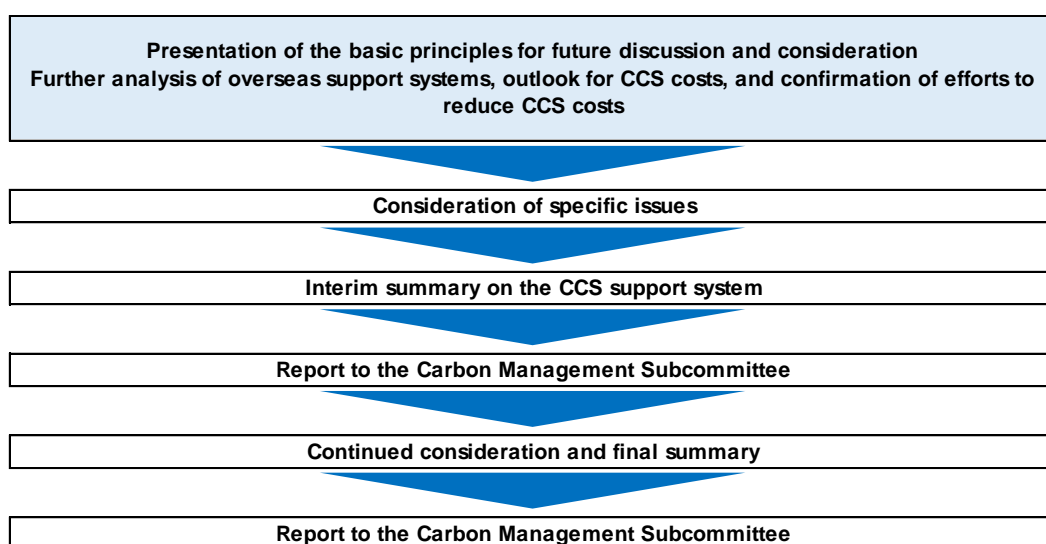 Presentation of the basic principles for future discussion and consideration
Further analysis of overseas support systems, outlook for CCS costs, and confirmation of efforts to
reduce CCS costs
Consideration of specific issues
Interim summary on the CCS support system
Report to the Carbon Management Subcommittee
Continued consideration and final summary
Report to the Carbon Management Subcommittee